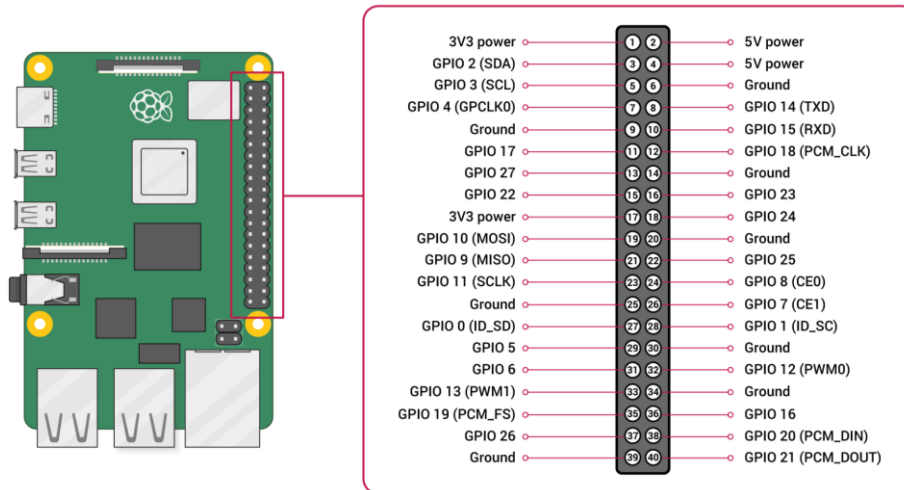 3V3 power 1 2 5V power
GPIO 2 (SDA) 3 4 5V power
GPIO 3 (SCL) 5 6 Ground
GPIO 4 (GPCLK0) 7 8 GPIO 14 (TXD)
Ground 9 10 GPIO 15 (RXD)
GPIO 17 11 12 GPIO 18 (PCM_CLK)
GPIO 27 13 14 Ground
GPIO 22 15 16 GPIO 23
3V3 power 17 18 GPIO 24
GPIO 10 (MOSI) 19 20 Ground
GPIO 9 (MISO) 21 22 GPIO 25
GPIO 11 (SCLK) 23 24 GPIO 8 (CE0)
Ground 25 26 GPIO 7 (CE1)
GPIO 0 (ID_SD) 27 28 GPIO 1 (ID_SC)
GPIO 5 29 30 Ground
GPIO 6 31 32 GPIO 12 (PWM0)
GPIO 13 (PWM1) 33 34 Ground
GPIO 19 (PCM_FS) 35 36 GPIO 16
GPIO 26 37 38 GPIO 20 (PCM_DIN)
Ground 39 40 GPIO 21 (PCM_DOUT)